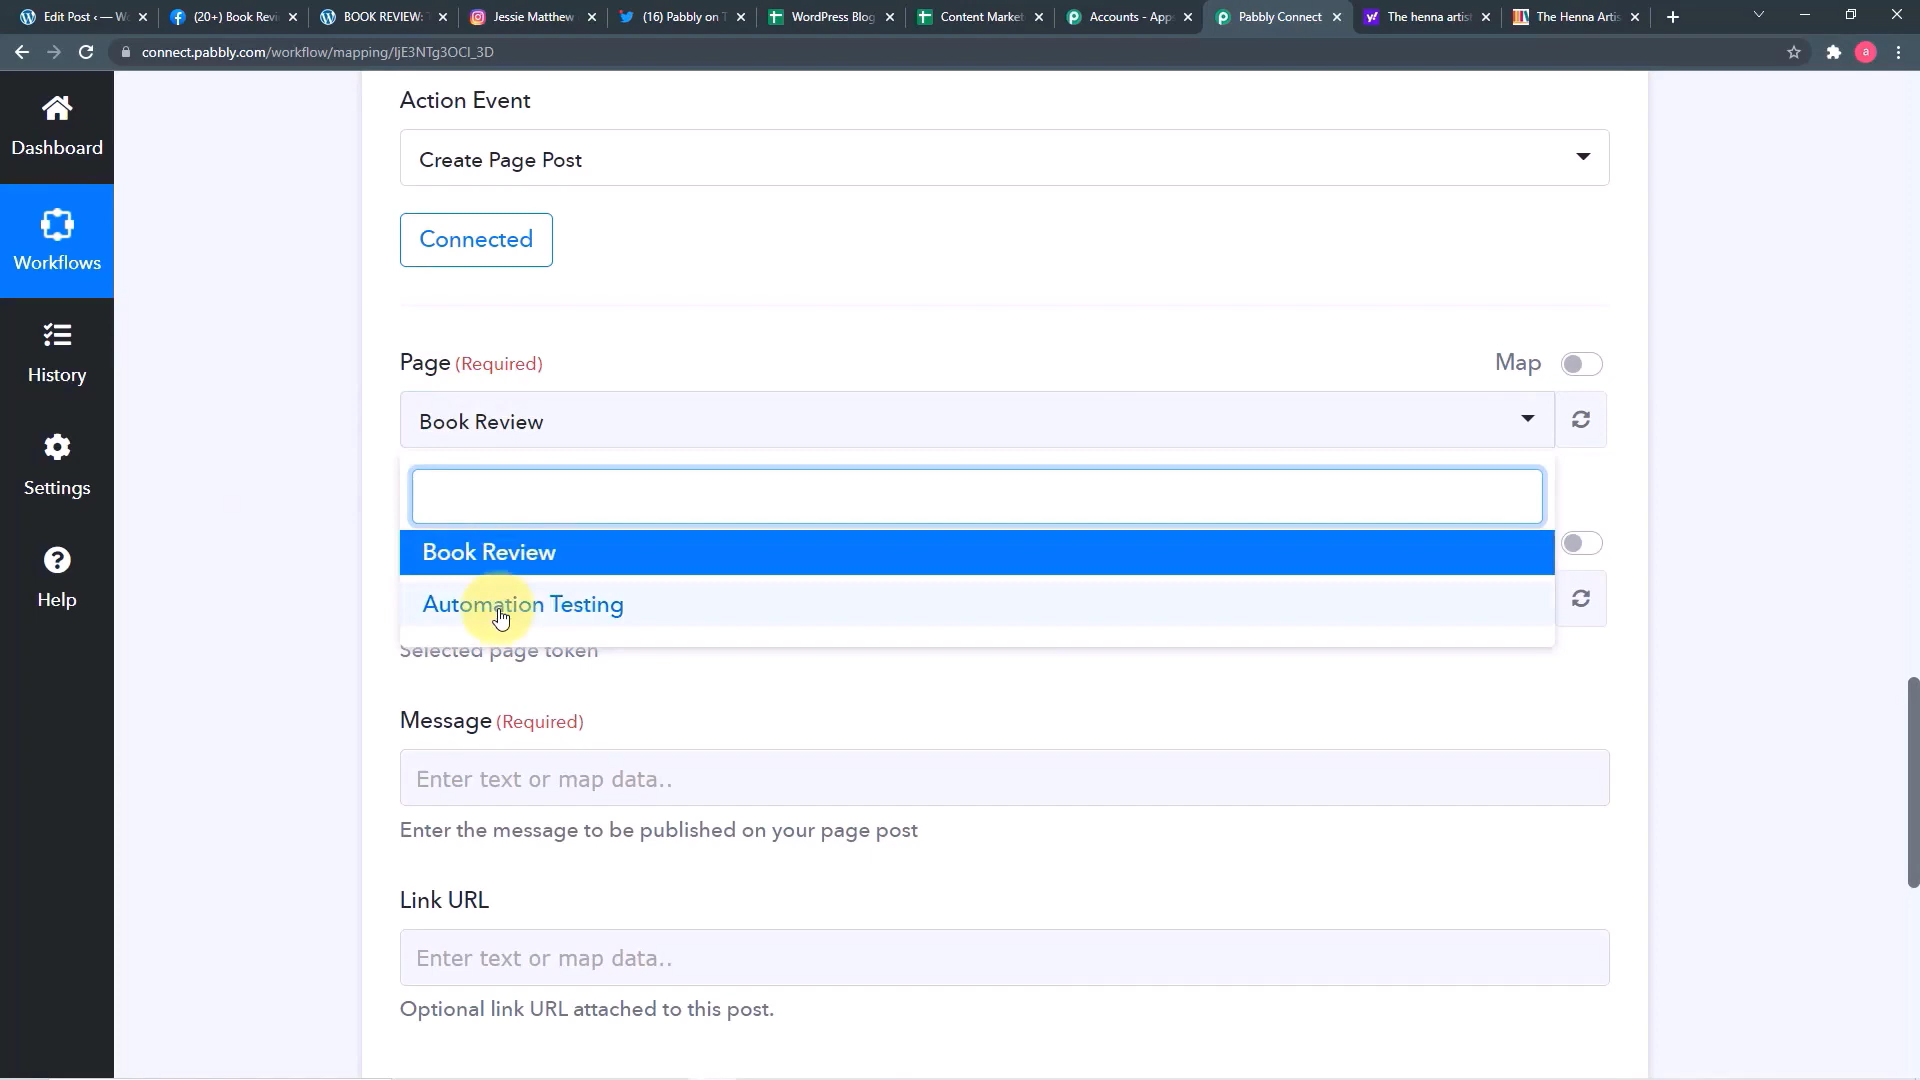 Edit Post ‹ — W
(20+) Book Revi
BOOK REVIEW:
Jessie Matthew
(16) Pabbly on T
WordPress Blog
Content Market
Accounts - App
Pabbly Connect
The henna artis
The Henna Artis
connect.pabbly.com/workflow/mapping/IjE3NTg3OCI_3D
a
Dashboard
Workflows
History
Settings
Help
Action Event
Create Page Post
Connected
Page (Required)
Map
Book Review
Book Review
Automation Testing
Selected page token
Message (Required)
Enter text or map data..
Enter the message to be published on your page post
Link URL
Enter text or map data..
Optional link URL attached to this post.